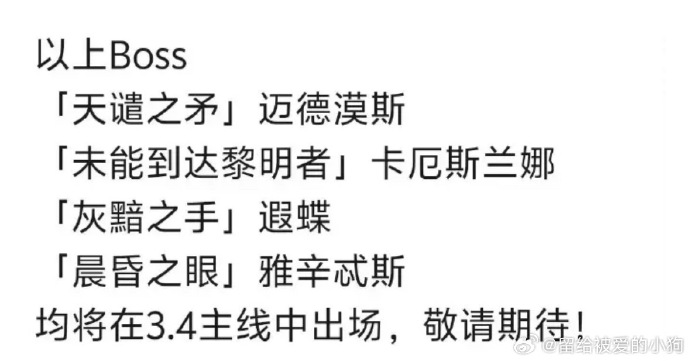 以上Boss
「天谴之矛」迈德漠斯
「未能到达黎明者」卡厄斯兰娜
「灰黯之手」遐蝶
「晨昏之眼」雅辛忒斯
均将在3.4主线中出场，敬请期待！
@留给被爱的小狗